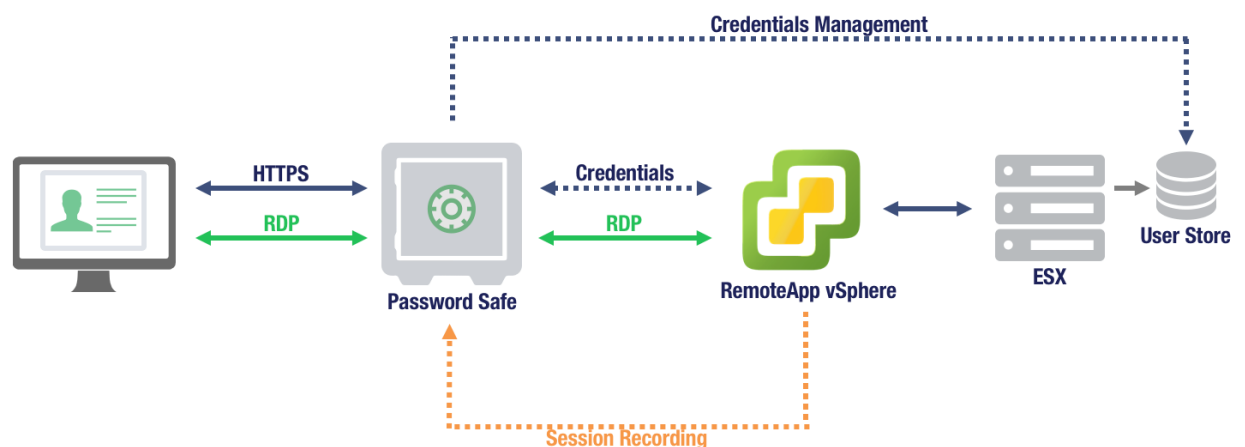 Credentials Management
HTTPS
Credentials
RDP
RDP
User Store
ESX
RemoteApp vSphere
Password Safe
Session Recording